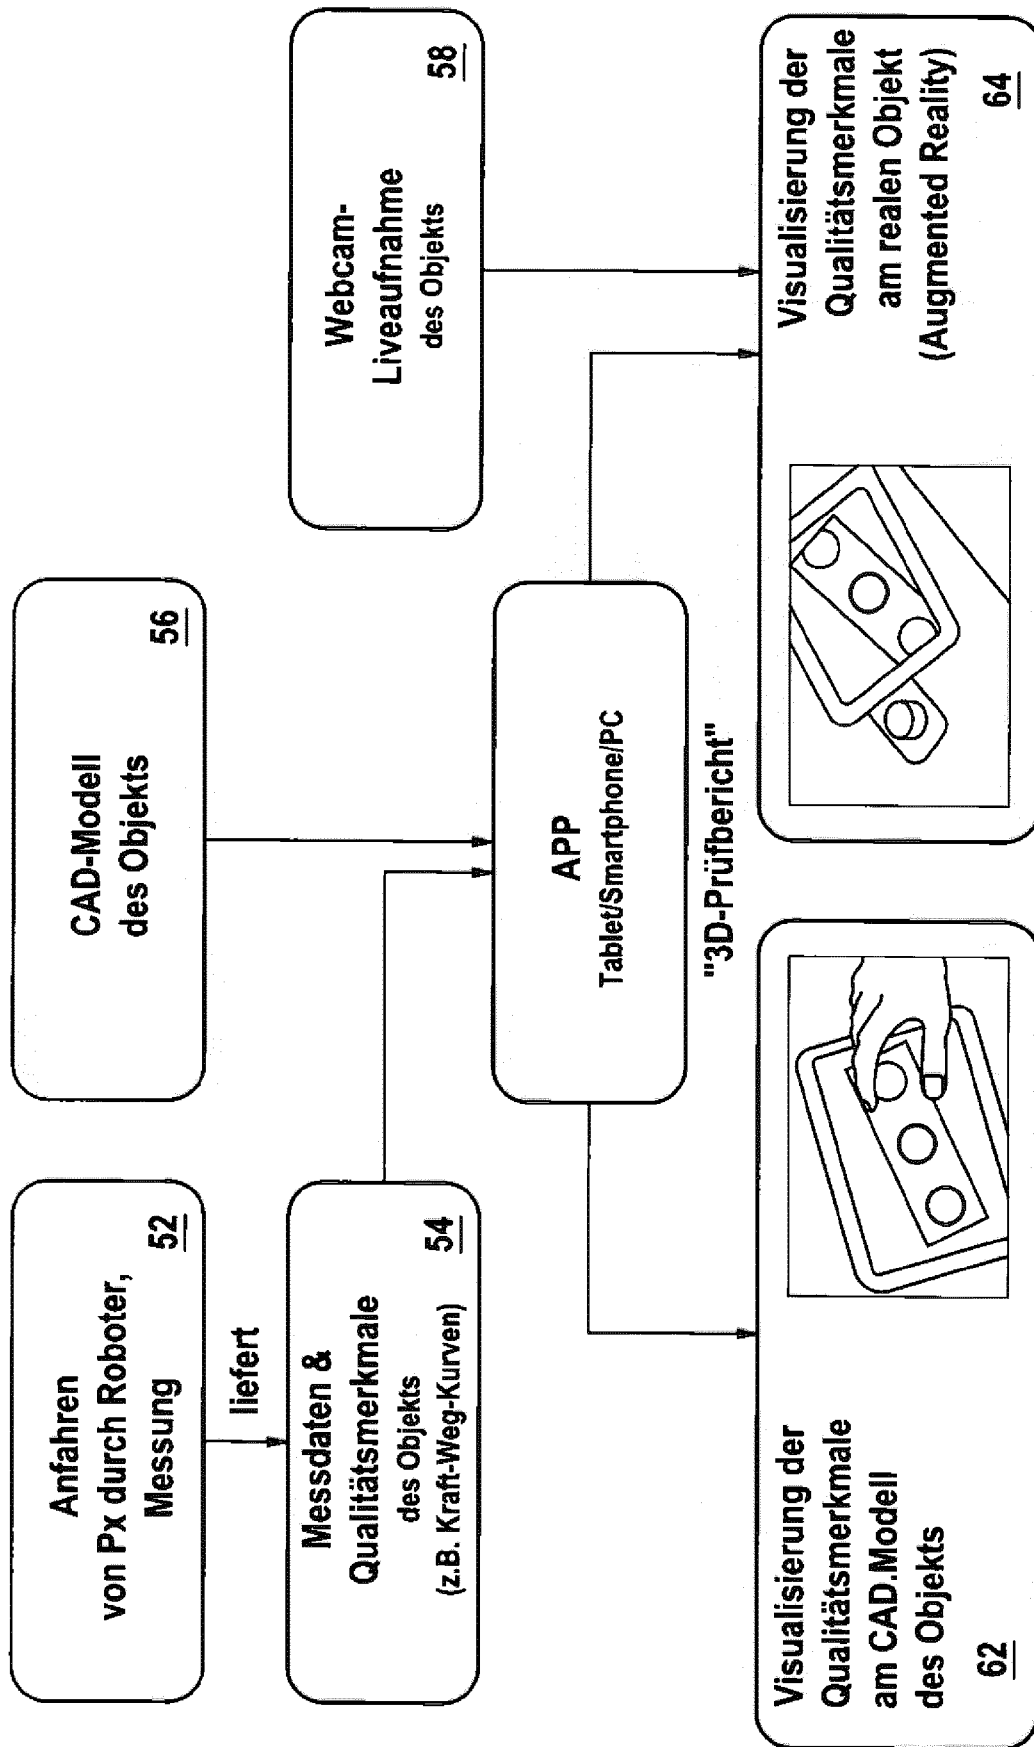 Anfahren
von Px durch Roboter,
Messung
52
liefert
Messdaten &
Qualitätsmerkmale
des Objekts
(z.B. Kraft-Weg-Kurven)
54
CAD-Modell
des Objekts
56
Webcam-
Liveaufnahme
des Objekts
58
APP
Tablet/Smartphone/PC
"3D-Prüfbericht"
Visualisierung der
Qualitätsmerkmale
am CAD.Modell
des Objekts
62
Visualisierung der
Qualitätsmerkmale
am realen Objekt
(Augmented Reality)
64